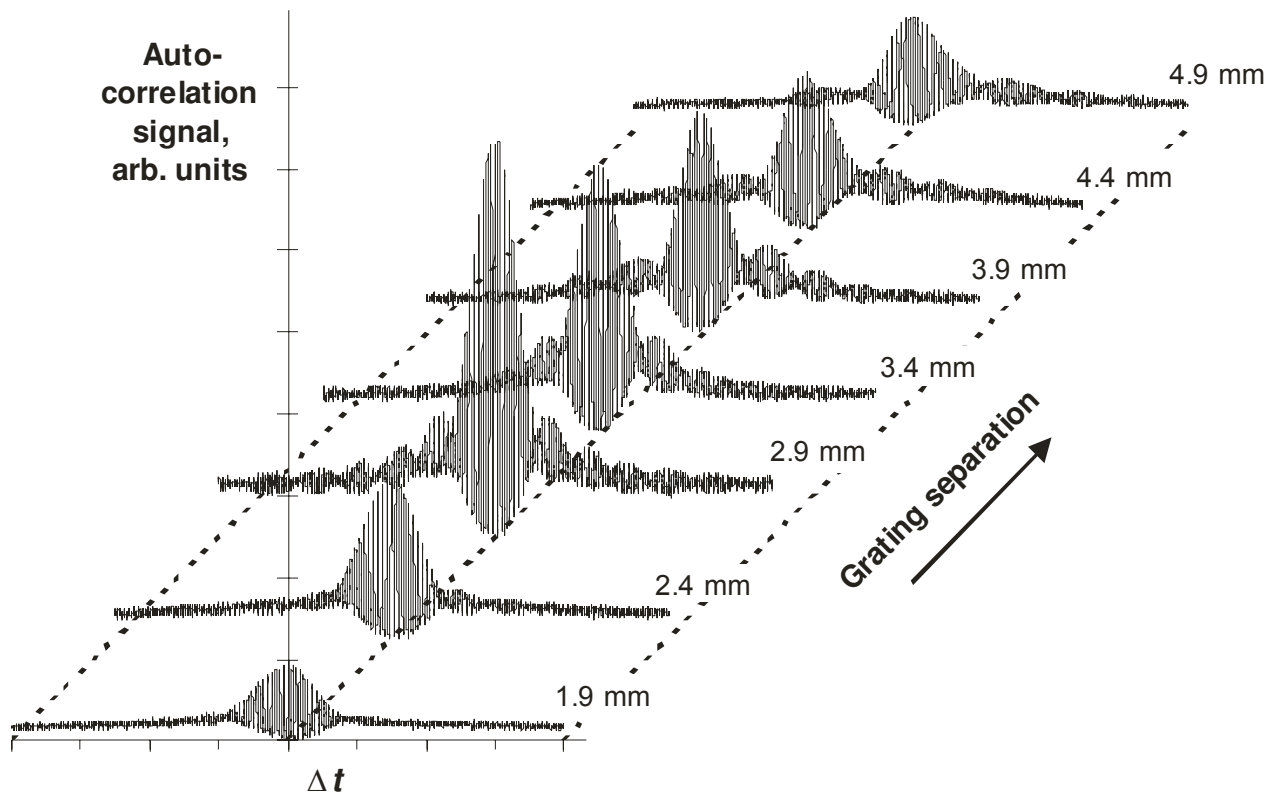 Auto-
correlation
signal,
arb. units
4.9 mm
4.4 mm
3.9 mm
3.4 mm
2.9 mm
2.4 mm
1.9 mm
Grating separation
Δt